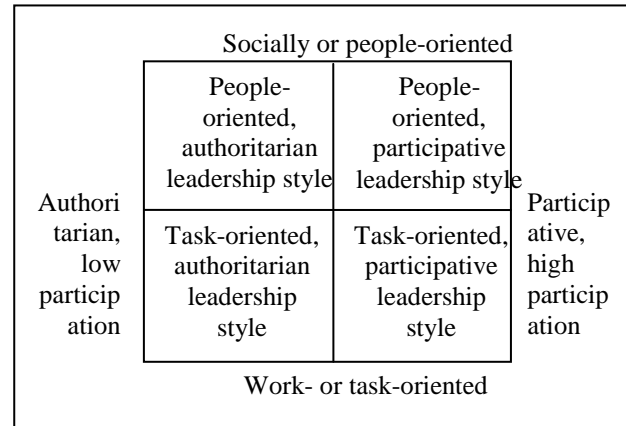 Socially or people-oriented
People-
oriented,
authoritarian
leadership style
People-
oriented,
participative
leadership style
Authori
tarian,
low
particip
ation
Task-oriented,
authoritarian
leadership
style
Task-oriented,
participative
leadership
style
Particip
ative,
high
particip
ation
Work- or task-oriented